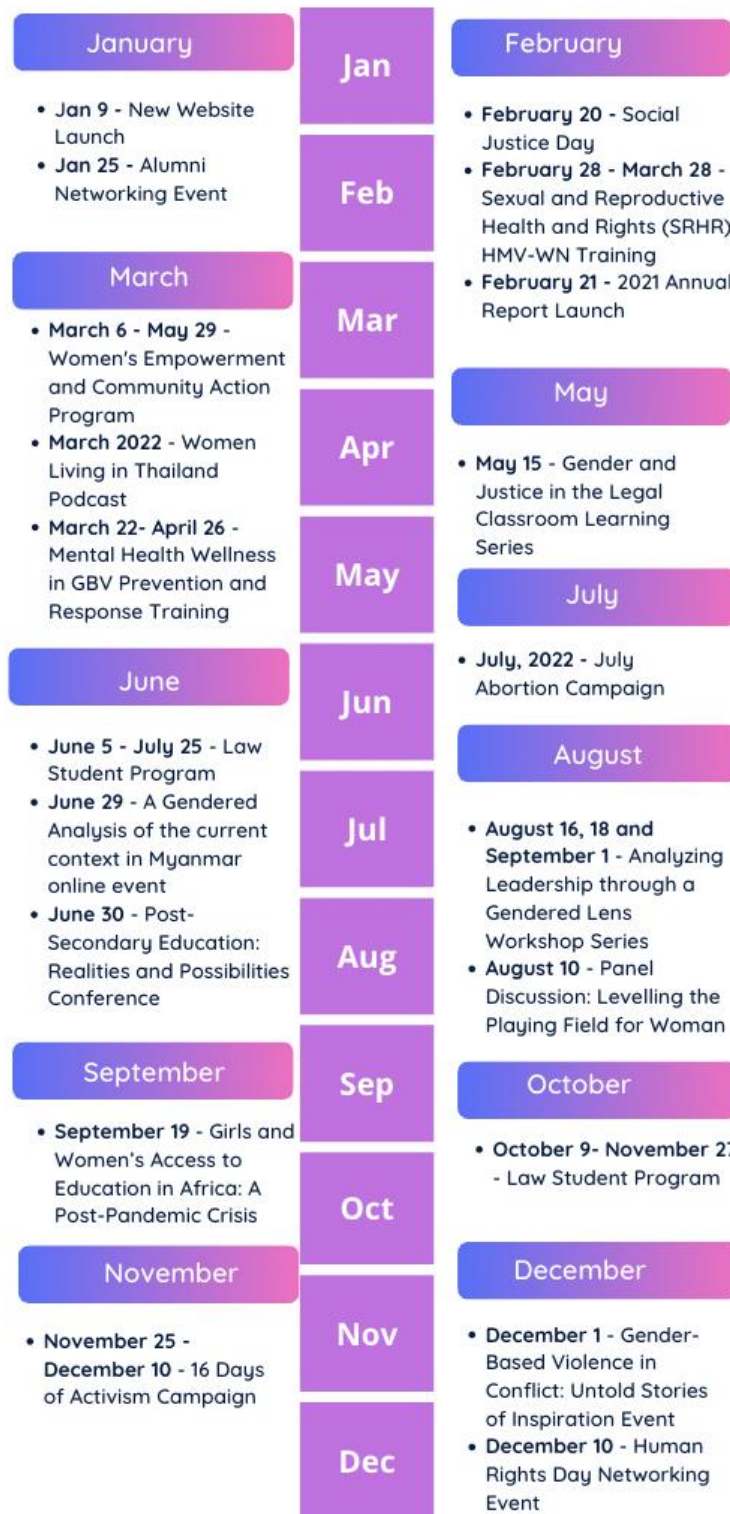 January
Jan 9 - New Website
Launch
Jan 25 - Alumni
Networking Event
February
February 20 - Social
Justice Day
February 28 - March 28 -
Sexual and Reproductive
Health and Rights (SRHR)
HMV-WN Training
February 21 - 2021 Annual
Report Launch
March
March 6 - May 29 -
Women's Empowerment
and Community Action
Program
March 2022 - Women
Living in Thailand
Podcast
March 22- April 26 -
Mental Health Wellness
in GBV Prevention and
Response Training
May
May 15 - Gender and
Justice in the Legal
Classroom Learning
Series
June
June 5 - July 25 - Law
Student Program
June 29 - A Gendered
Analysis of the current
context in Myanmar
online event
June 30 - Post-
Secondary Education:
Realities and Possibilities
Conference
July
July, 2022 - July
Abortion Campaign
August
August 16, 18 and
September 1 - Analyzing
Leadership through a
Gendered Lens
Workshop Series
August 10 - Panel
Discussion: Levelling the
Playing Field for Woman
September
September 19 - Girls and
Women’s Access to
Education in Africa: A
Post-Pandemic Crisis
October
October 9- November 27
- Law Student Program
November
November 25 -
December 10 - 16 Days
of Activism Campaign
December
December 1 - Gender-
Based Violence in
Conflict: Untold Stories
of Inspiration Event
December 10 - Human
Rights Day Networking
Event
Jan
Feb
Mar
Apr
May
Jun
Jul
Aug
Sep
Oct
Nov
Dec